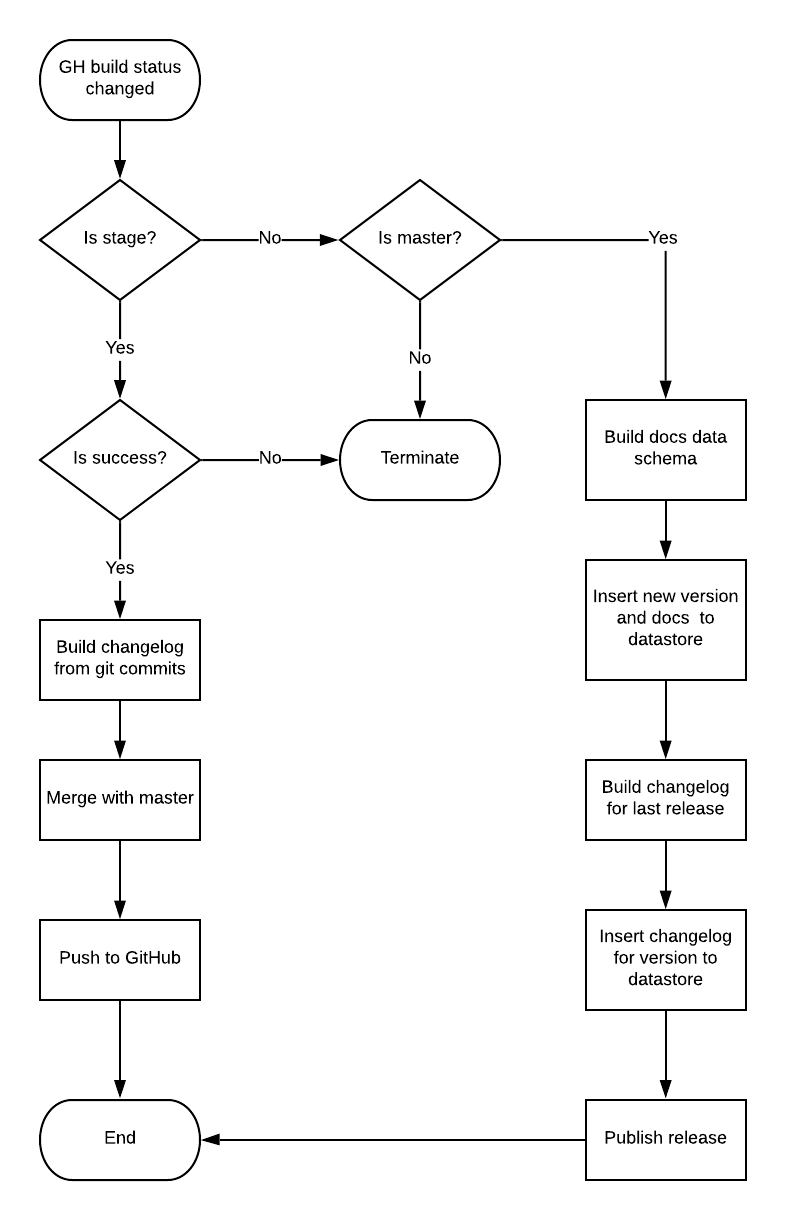 GH build status
changed
Is stage?
No
Is master?
Yes
Yes
No
Is success?
No
Terminate
Build docs data
schema
Yes
Insert new version
and docs  to
datastore
Build changelog
from git commits
Merge with master
Build changelog
for last release
Push to GitHub
Insert changelog
for version to
datastore
End
Publish release